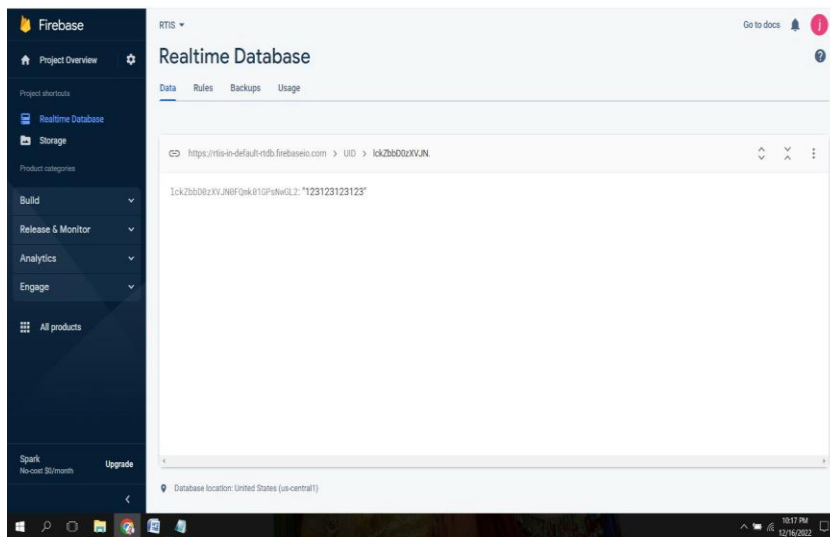 Firebase
Project Overview
Project shortcuts
Realtime Database
Storage
Product categories
Build
Release & Monitor
Analytics
Engage
All products
Spark
No-cost $0/month
Upgrade
RTIS
Go to docs
j
Realtime Database
Data Rules Backups Usage
https://rtis-in-default-rtdb.firebaseio.com > UID > lckZbbD0zXVJN.
lckZbbD0zXVJN0FQmk01GPsNwGL2: "123123123123"
Database location: United States (us-central1)
10:17 PM
12/16/2022